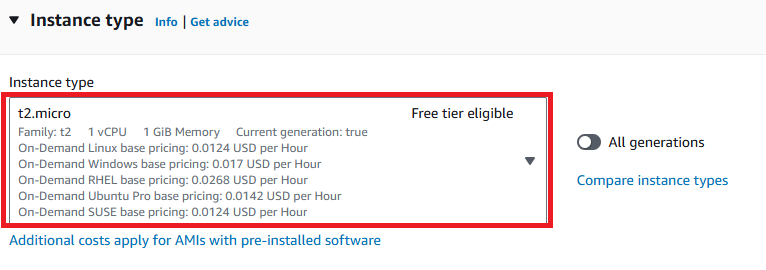 Instance type Info | Get advice
Instance type
t2.micro Free tier eligible
Family: t2 1 vCPU 1 GiB Memory Current generation: true
On-Demand Linux base pricing: 0.0124 USD per Hour
On-Demand Windows base pricing: 0.017 USD per Hour
On-Demand RHEL base pricing: 0.0268 USD per Hour
On-Demand Ubuntu Pro base pricing: 0.0142 USD per Hour
On-Demand SUSE base pricing: 0.0124 USD per Hour
All generations
Compare instance types
Additional costs apply for AMIs with pre-installed software